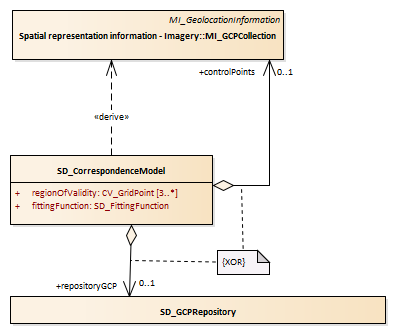 MI_GeolocationInformation
Spatial representation information - Imagery::MI_GCPCollection
+controlPoints 0..1
«derive»
SD_CorrespondenceModel
+ regionOfValidity: CV_GridPoint [3..*]
+ fittingFunction: SD_FittingFunction
{XOR}
+repositoryGCP 0..1
SD_GCPRepository